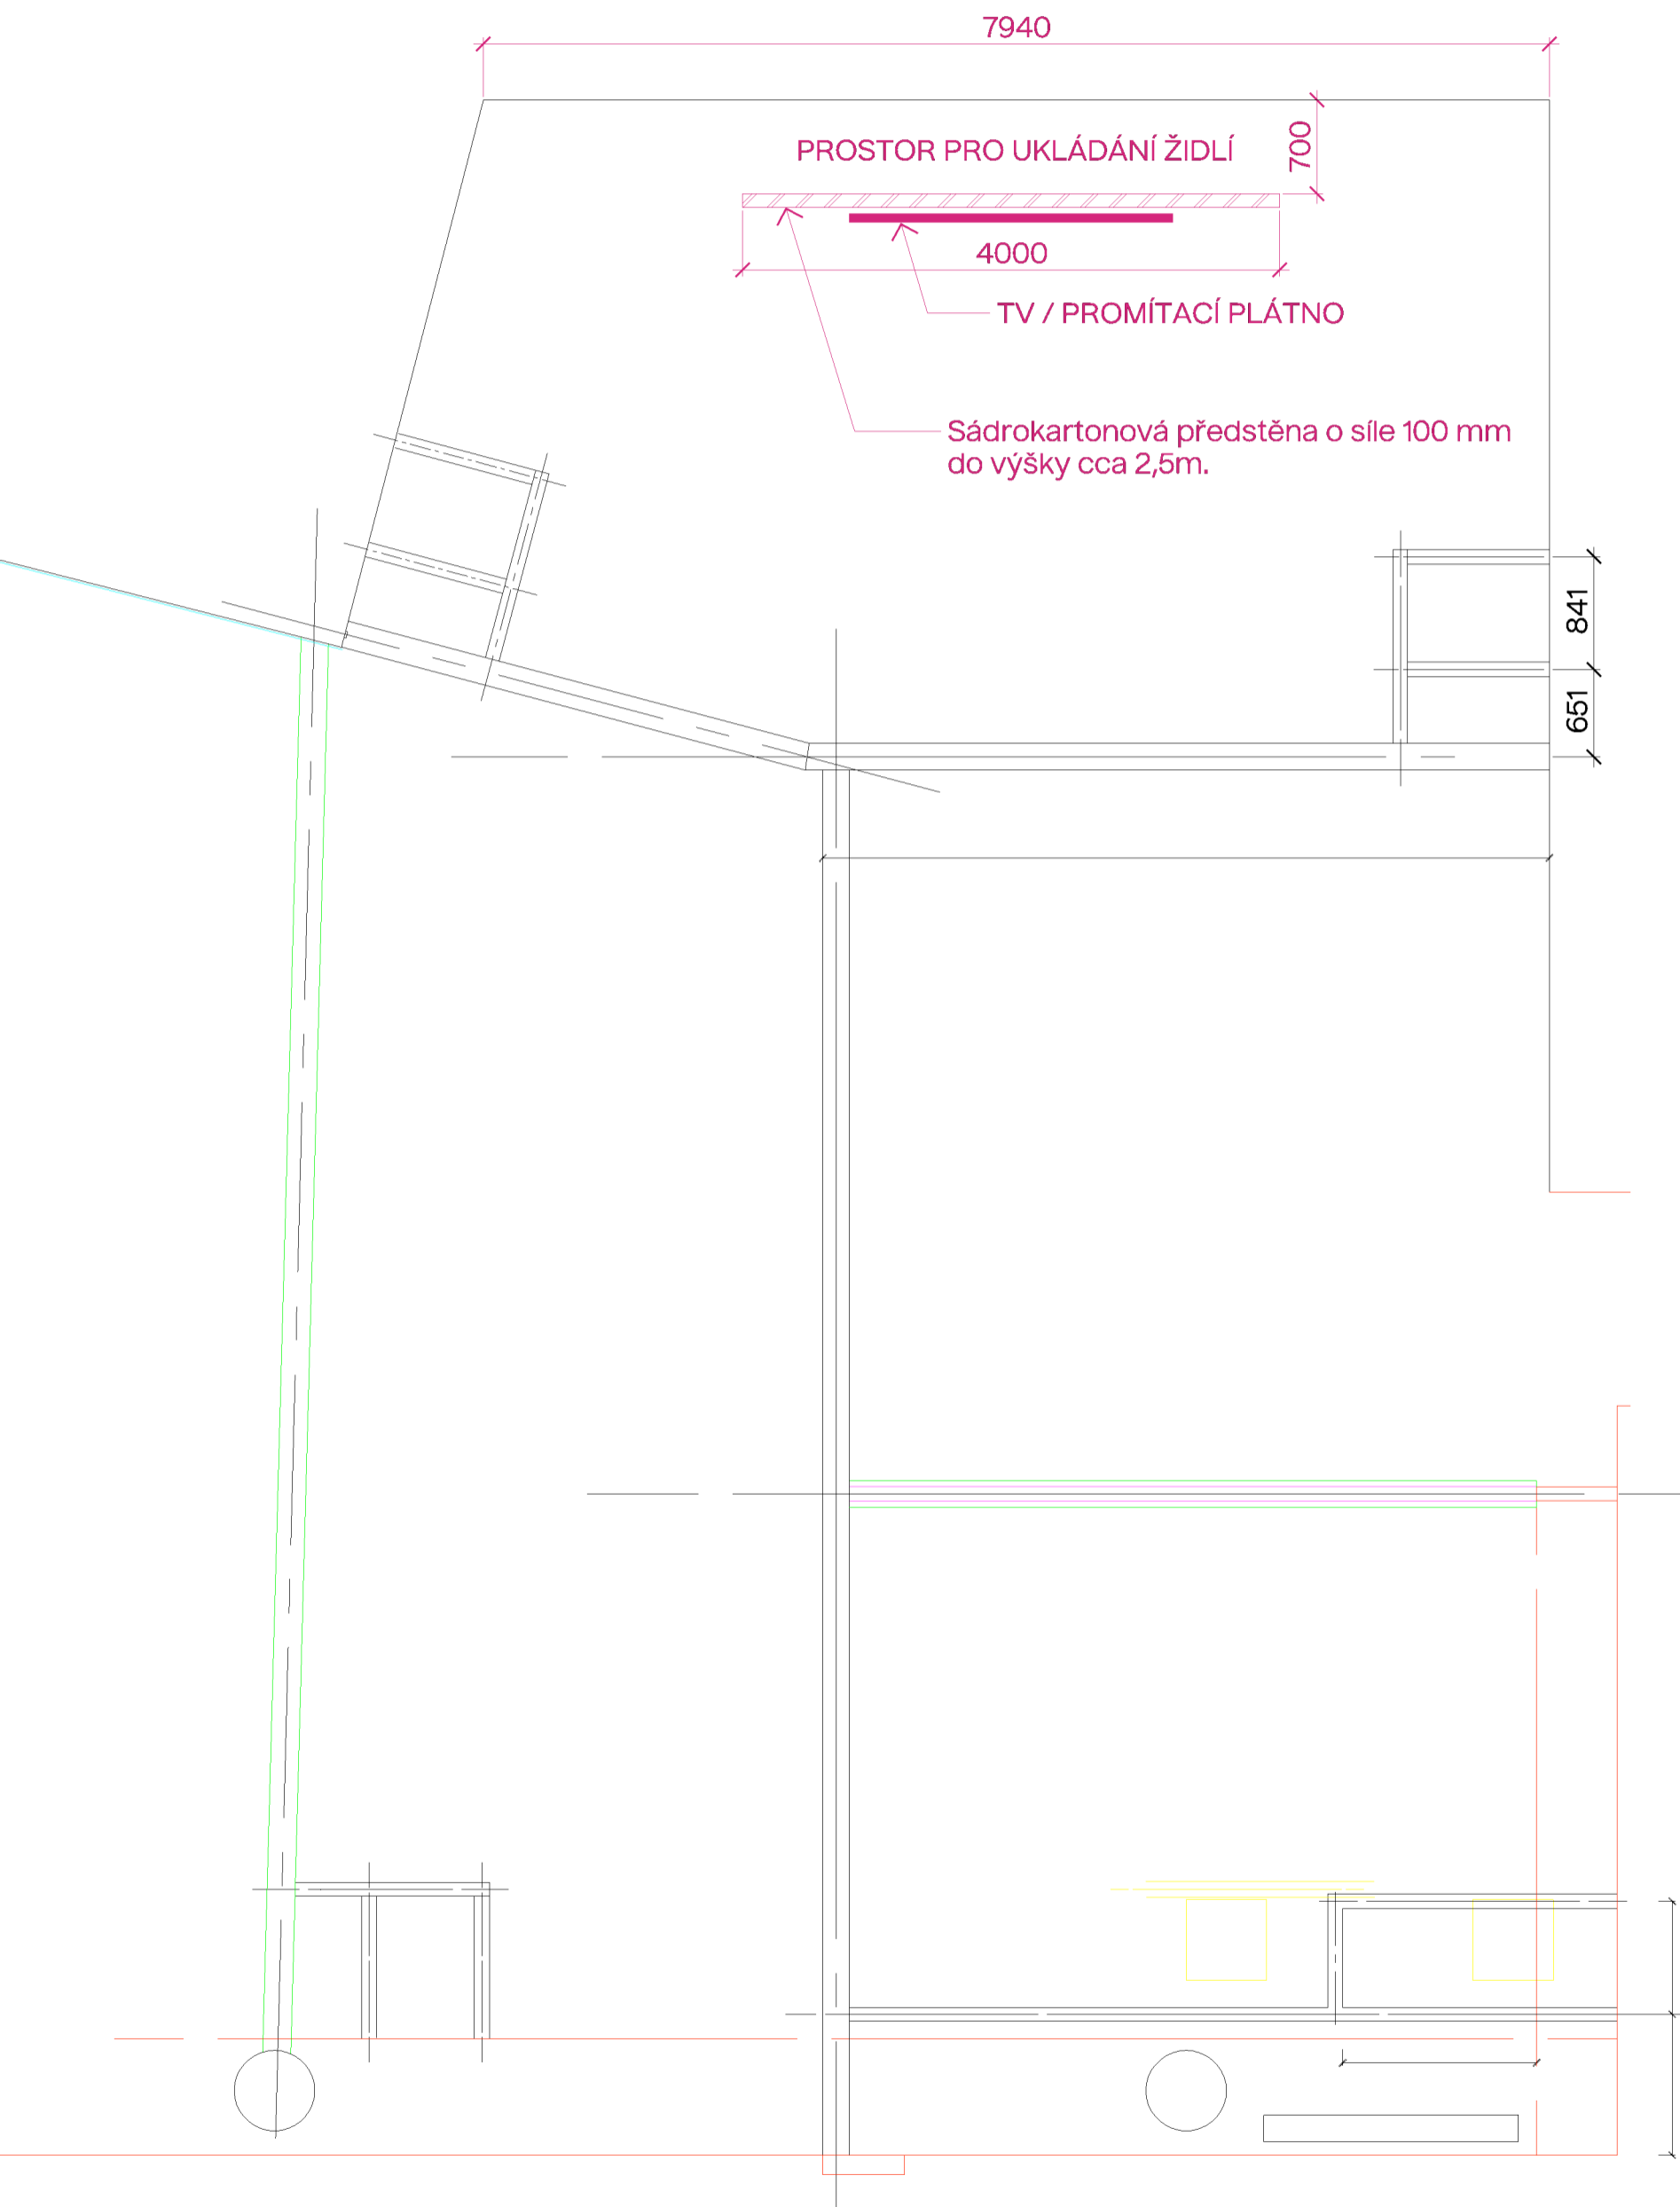 7940
PROSTOR PRO UKLÁDÁNÍ ŽIDLÍ
700
4000
TV / PROMÍTACÍ PLÁTNO
Sádrokartonová předstěna o síle 100 mm
do výšky cca 2,5m.
841
651